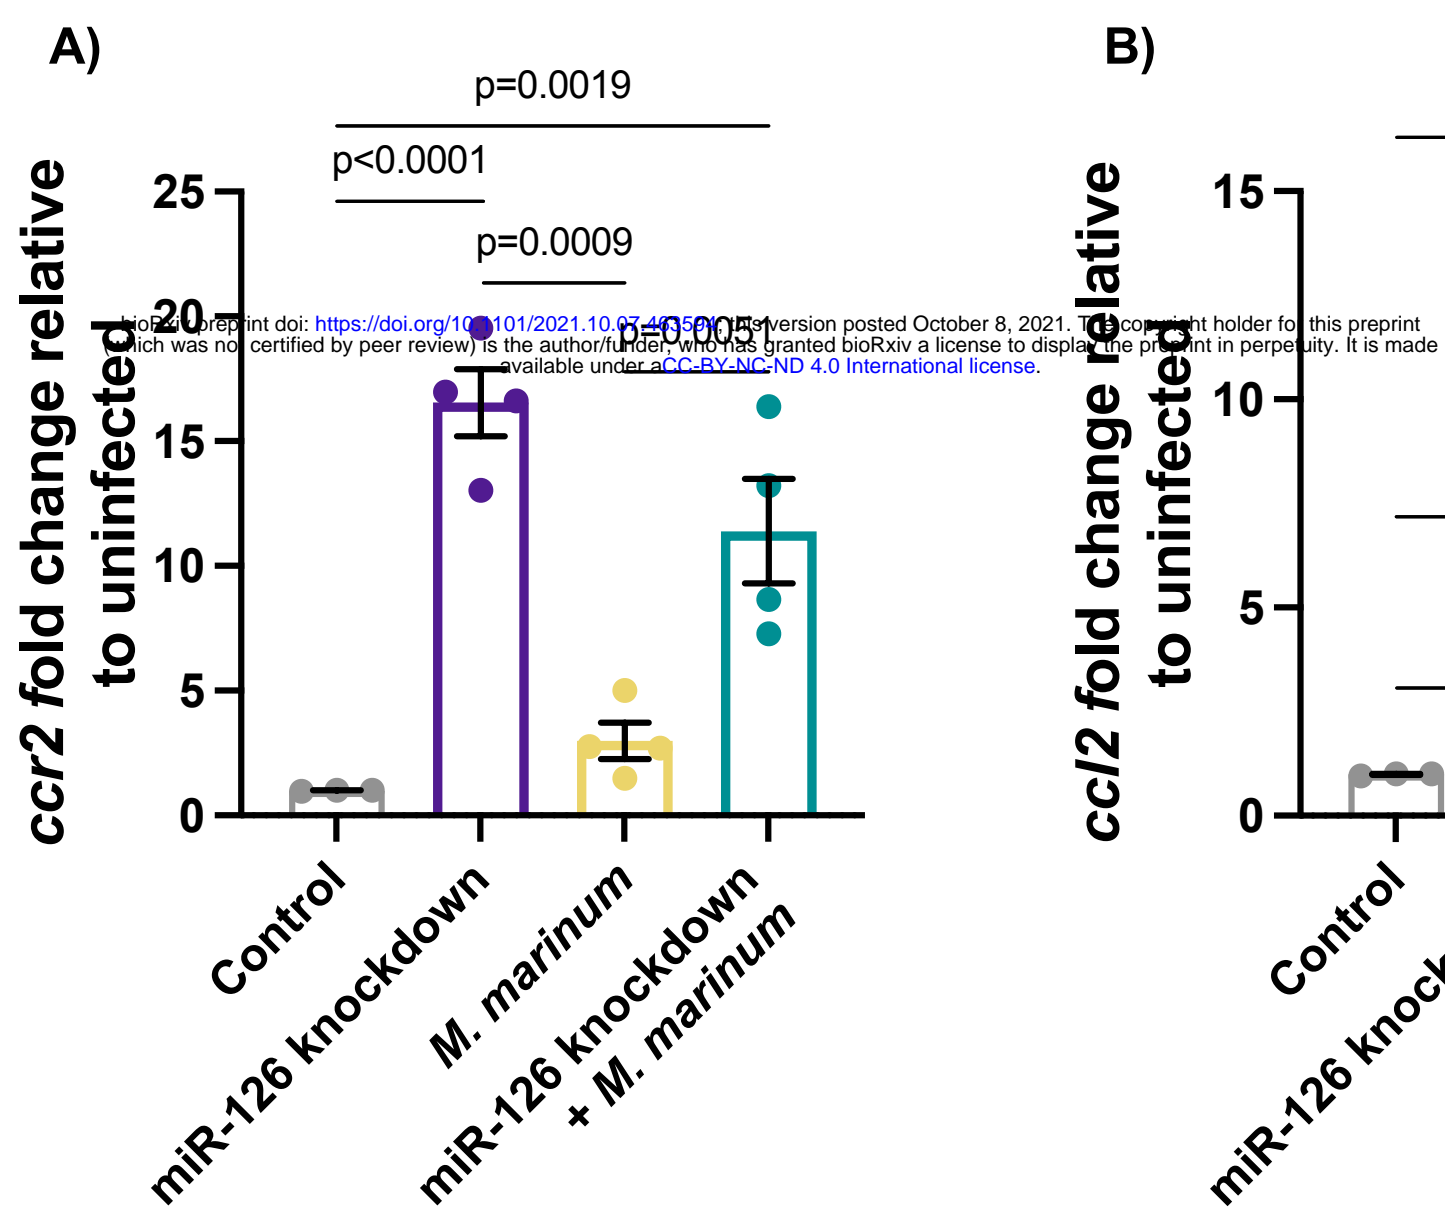 A)
p=0.0019
p<0.0001
p=0.0009
p=0.0051
ccr2 fold change relative
to uninfected
25
20
15
10
5
0
Control
miR-126 knockdown
M. marinum
miR-126 knockdown
+ M. marinum
bioRxiv preprint doi: https://doi.org/10.1101/2021.10.07.463594; this version posted October 8, 2021. The copyright holder for this preprint
(which was not certified by peer review) is the author/funder, who has granted bioRxiv a license to display the preprint in perpetuity. It is made
available under aCC-BY-NC-ND 4.0 International license.
B)
ccl2 fold change relative
to uninfected
15
10
5
0
Control
miR-126 knock